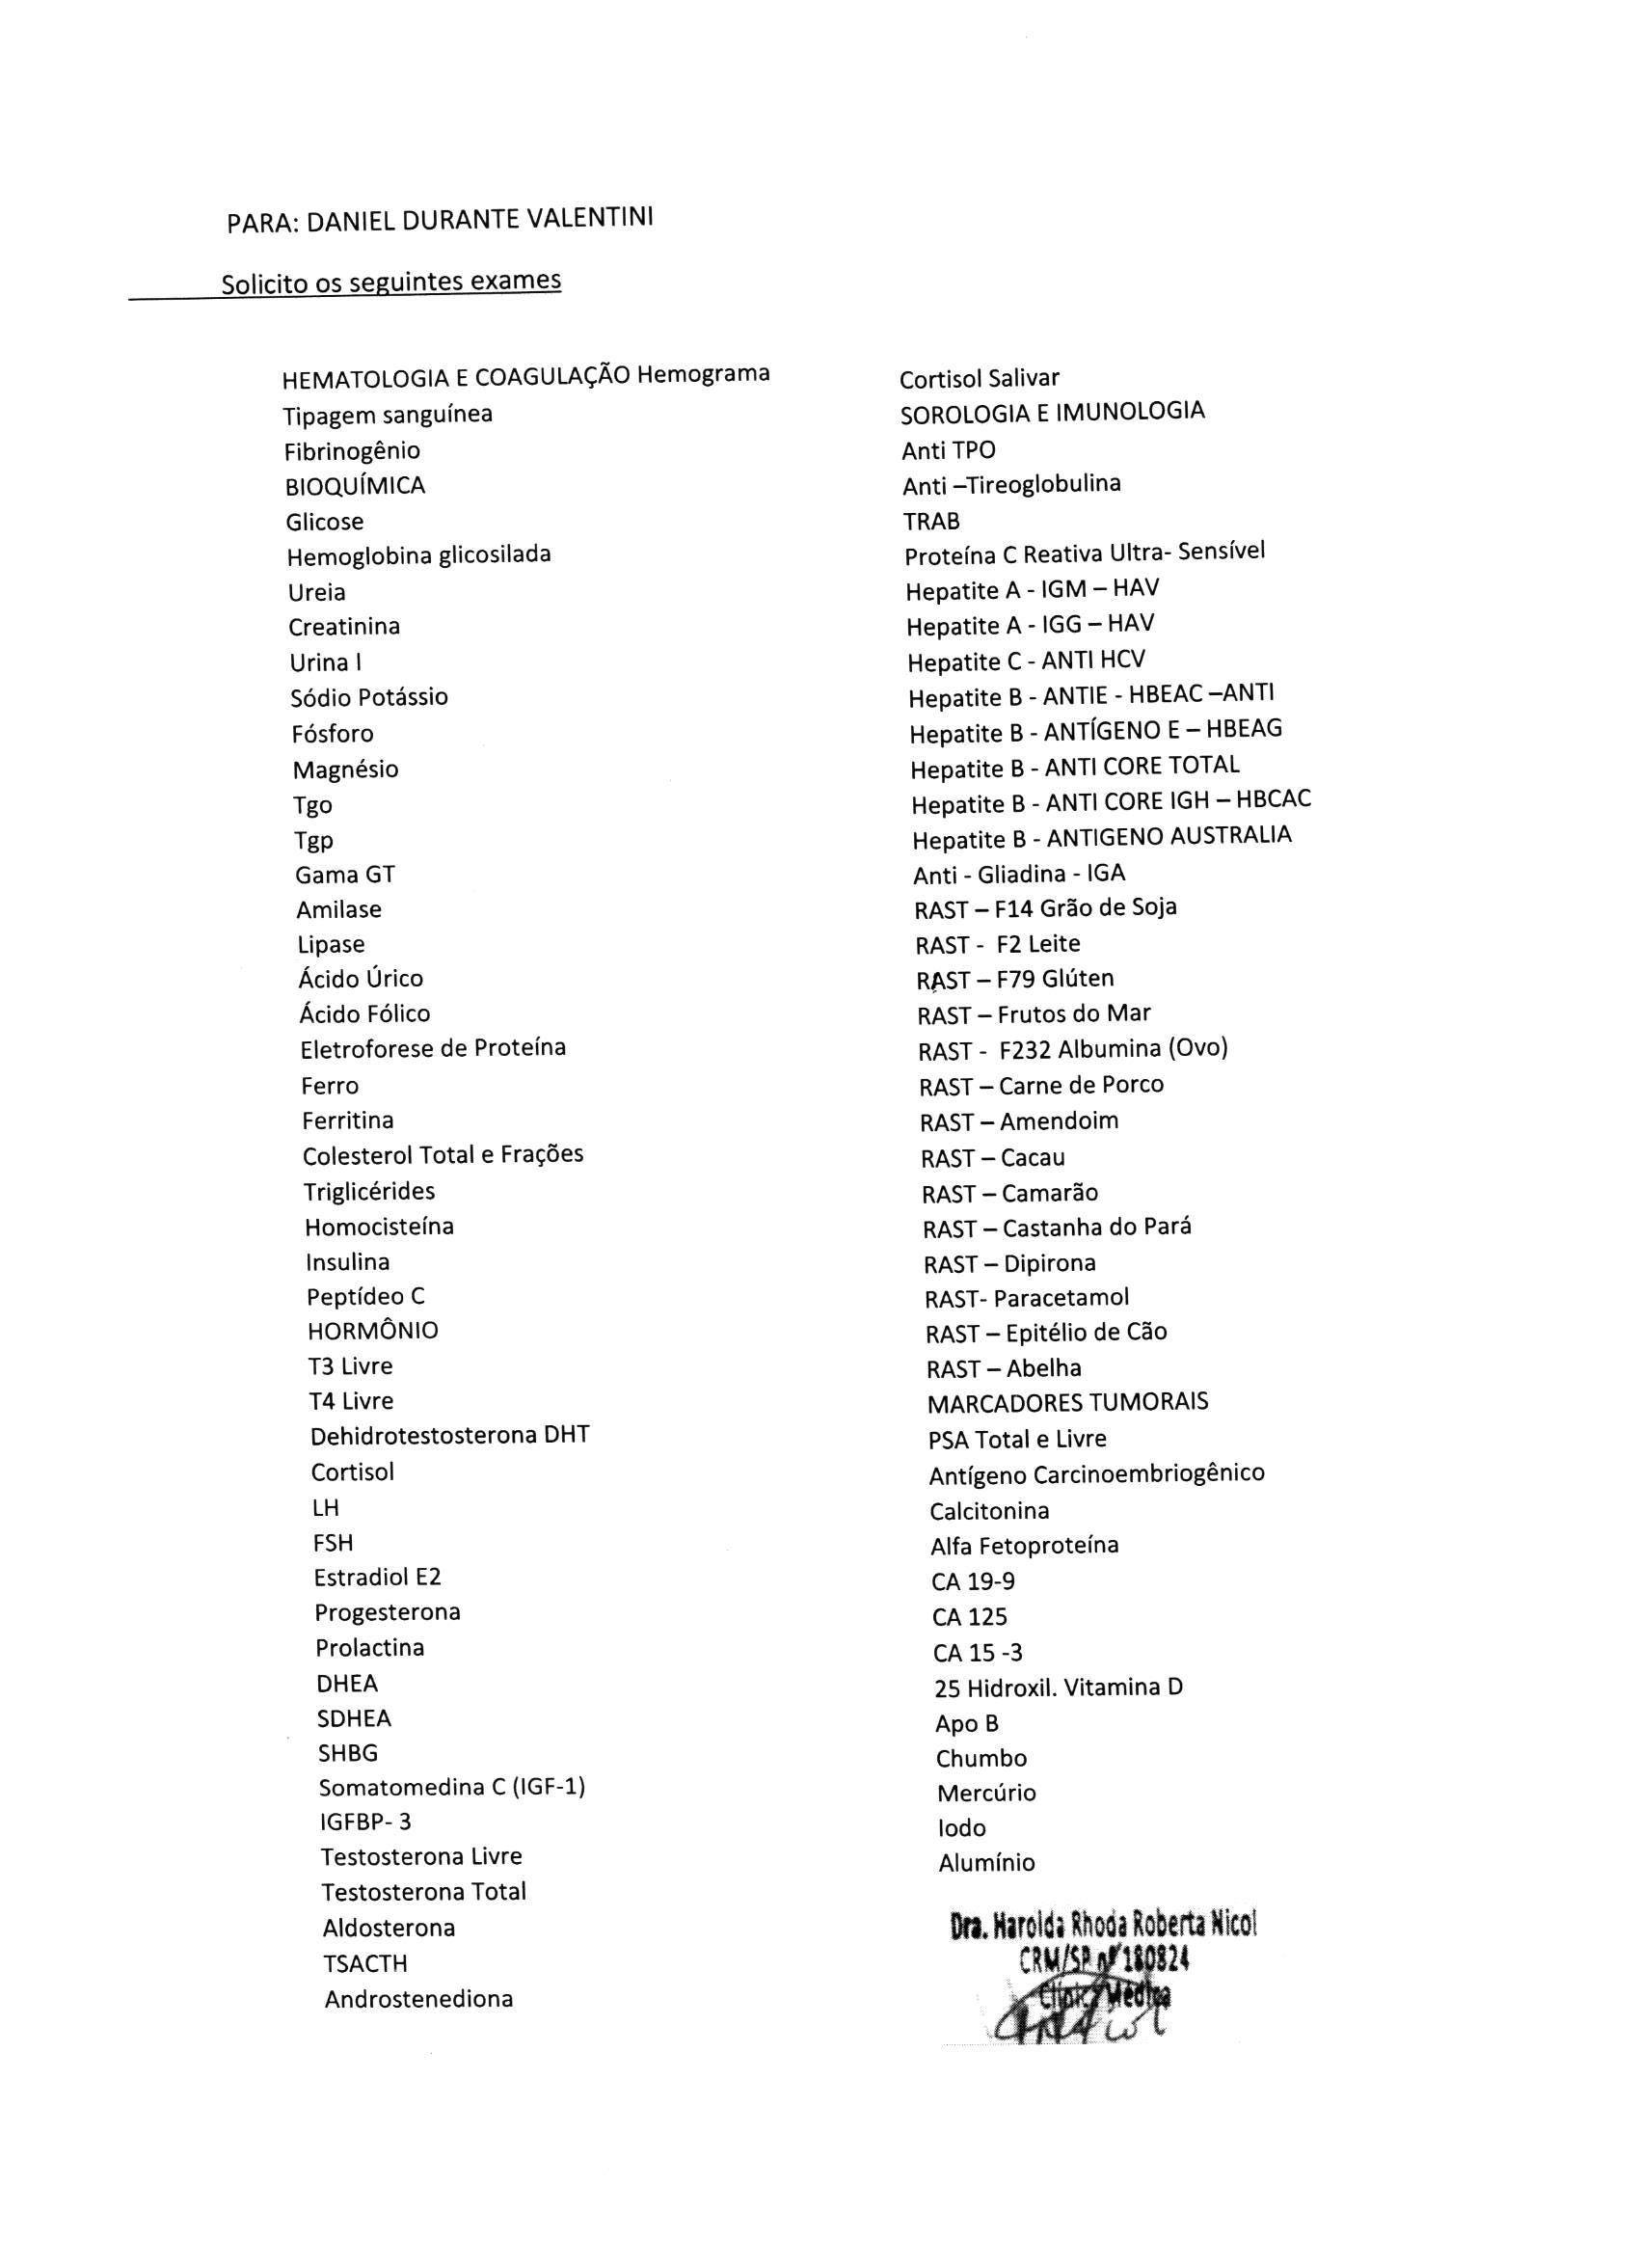 PARA: DANIEL DURANTE VALENTINI
Solicito os seguintes exames
HEMATOLOGIA E COAGULAÇÃO Hemograma
Tipagem sanguínea
Fibrinogênio
BIOQUÍMICA
Glicose
Hemoglobina glicosilada
Ureia
Creatinina
Urina I
Sódio Potássio
Fósforo
Magnésio
Tgo
Tgp
Gama GT
Amilase
Lipase
Ácido Úrico
Ácido Fólico
Eletroforese de Proteína
Ferro
Ferritina
Colesterol Total e Frações
Triglicérides
Homocisteína
Insulina
Peptídeo C
HORMÔNIO
T3 Livre
T4 Livre
Dehidrotestosterona DHT
Cortisol
LH
FSH
Estradiol E2
Progesterona
Prolactina
DHEA
SDHEA
SHBG
Somatomedina C (IGF-1)
IGFBP- 3
Testosterona Livre
Testosterona Total
Aldosterona
TSACTH
Androstenediona
Cortisol Salivar
SOROLOGIA E IMUNOLOGIA
Anti TPO
Anti –Tireoglobulina
TRAB
Proteína C Reativa Ultra- Sensível
Hepatite A - IGM – HAV
Hepatite A - IGG – HAV
Hepatite C - ANTI HCV
Hepatite B - ANTIE - HBEAC –ANTI
Hepatite B - ANTÍGENO E – HBEAG
Hepatite B - ANTI CORE TOTAL
Hepatite B - ANTI CORE IGH – HBCAC
Hepatite B - ANTIGENO AUSTRALIA
Anti - Gliadina - IGA
RAST – F14 Grão de Soja
RAST - F2 Leite
RAST – F79 Glúten
RAST – Frutos do Mar
RAST - F232 Albumina (Ovo)
RAST – Carne de Porco
RAST – Amendoim
RAST – Cacau
RAST – Camarão
RAST – Castanha do Pará
RAST – Dipirona
RAST- Paracetamol
RAST – Epitélio de Cão
RAST – Abelha
MARCADORES TUMORAIS
PSA Total e Livre
Antígeno Carcinoembriogênico
Calcitonina
Alfa Fetoproteína
CA 19-9
CA 125
CA 15 -3
25 Hidroxil. Vitamina D
Apo B
Chumbo
Mercúrio
Iodo
Alumínio
Dra. Harolda Rhoda Roberta Nicol
CRM/SP nº 180824
Clínica Médica